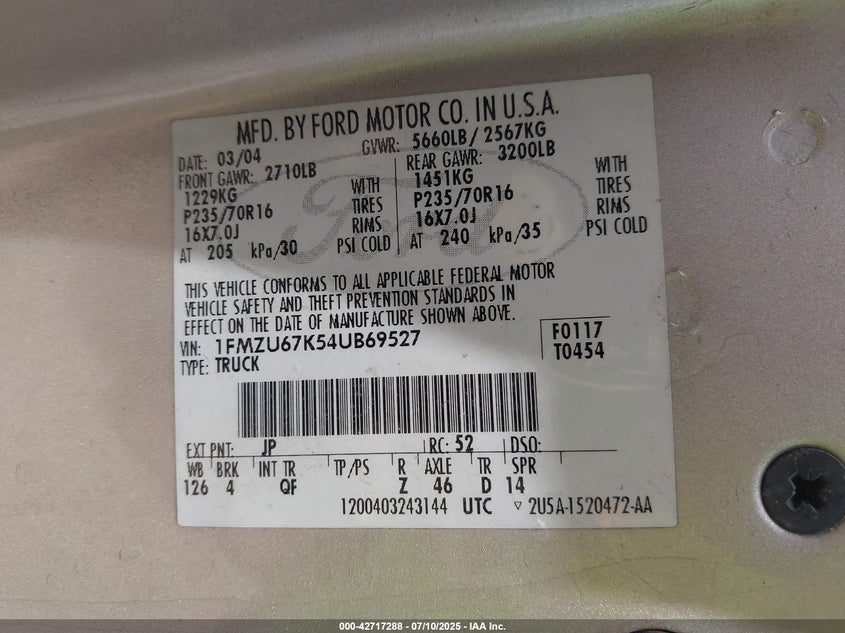 MFD. BY FORD MOTOR CO. IN U.S.A.
DATE: 03/04 GVWR: 5660LB / 2567KG
FRONT GAWR: 2710LB REAR GAWR: 3200LB
1229KG WITH 1451KG WITH
P235/70R16 TIRES P235/70R16 TIRES
16X7.0J RIMS 16X7.0J RIMS
AT 205 kPa/30 PSI COLD AT 240 kPa/35 PSI COLD
Ford
THIS VEHICLE CONFORMS TO ALL APPLICABLE FEDERAL MOTOR
VEHICLE SAFETY AND THEFT PREVENTION STANDARDS IN
EFFECT ON THE DATE OF MANUFACTURE SHOWN ABOVE.
VIN: 1FMZU67K54UB69527 F0117
TYPE: TRUCK T0454
EXT PNT: JP RC: 52 DSO:
WB BRK INT TR TP/PS R AXLE TR SPR
126 4 QF Z 46 D 14
1200403243144 UTC ▽ 2U5A-1520472-AA
000-42717288 - 07/10/2025 - IAA Inc.